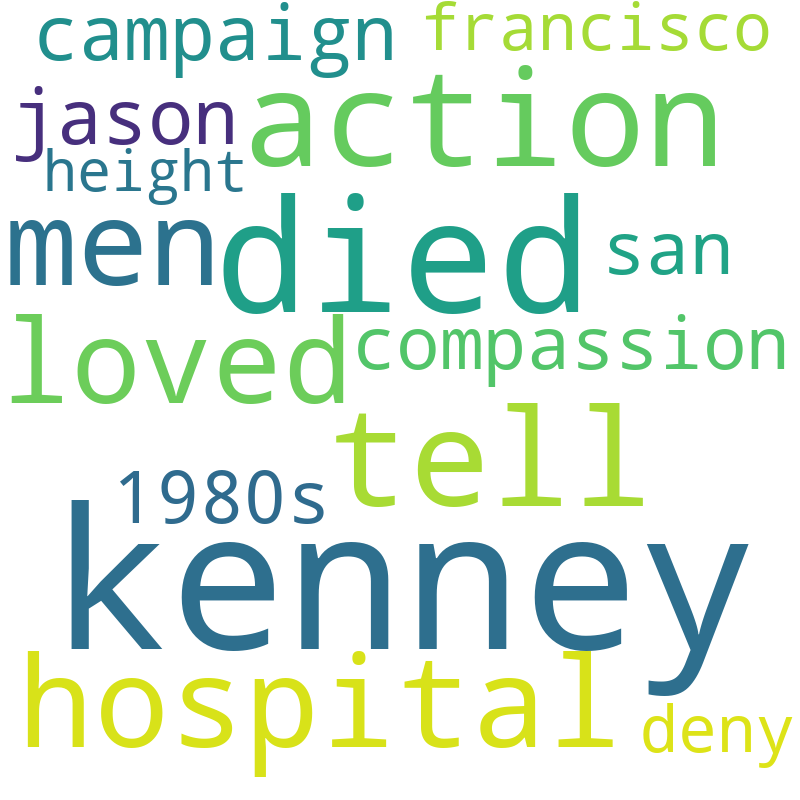 campaign francisco
jason action
height
men died san
loved compassion
tell
1980s
kenney
hospital deny